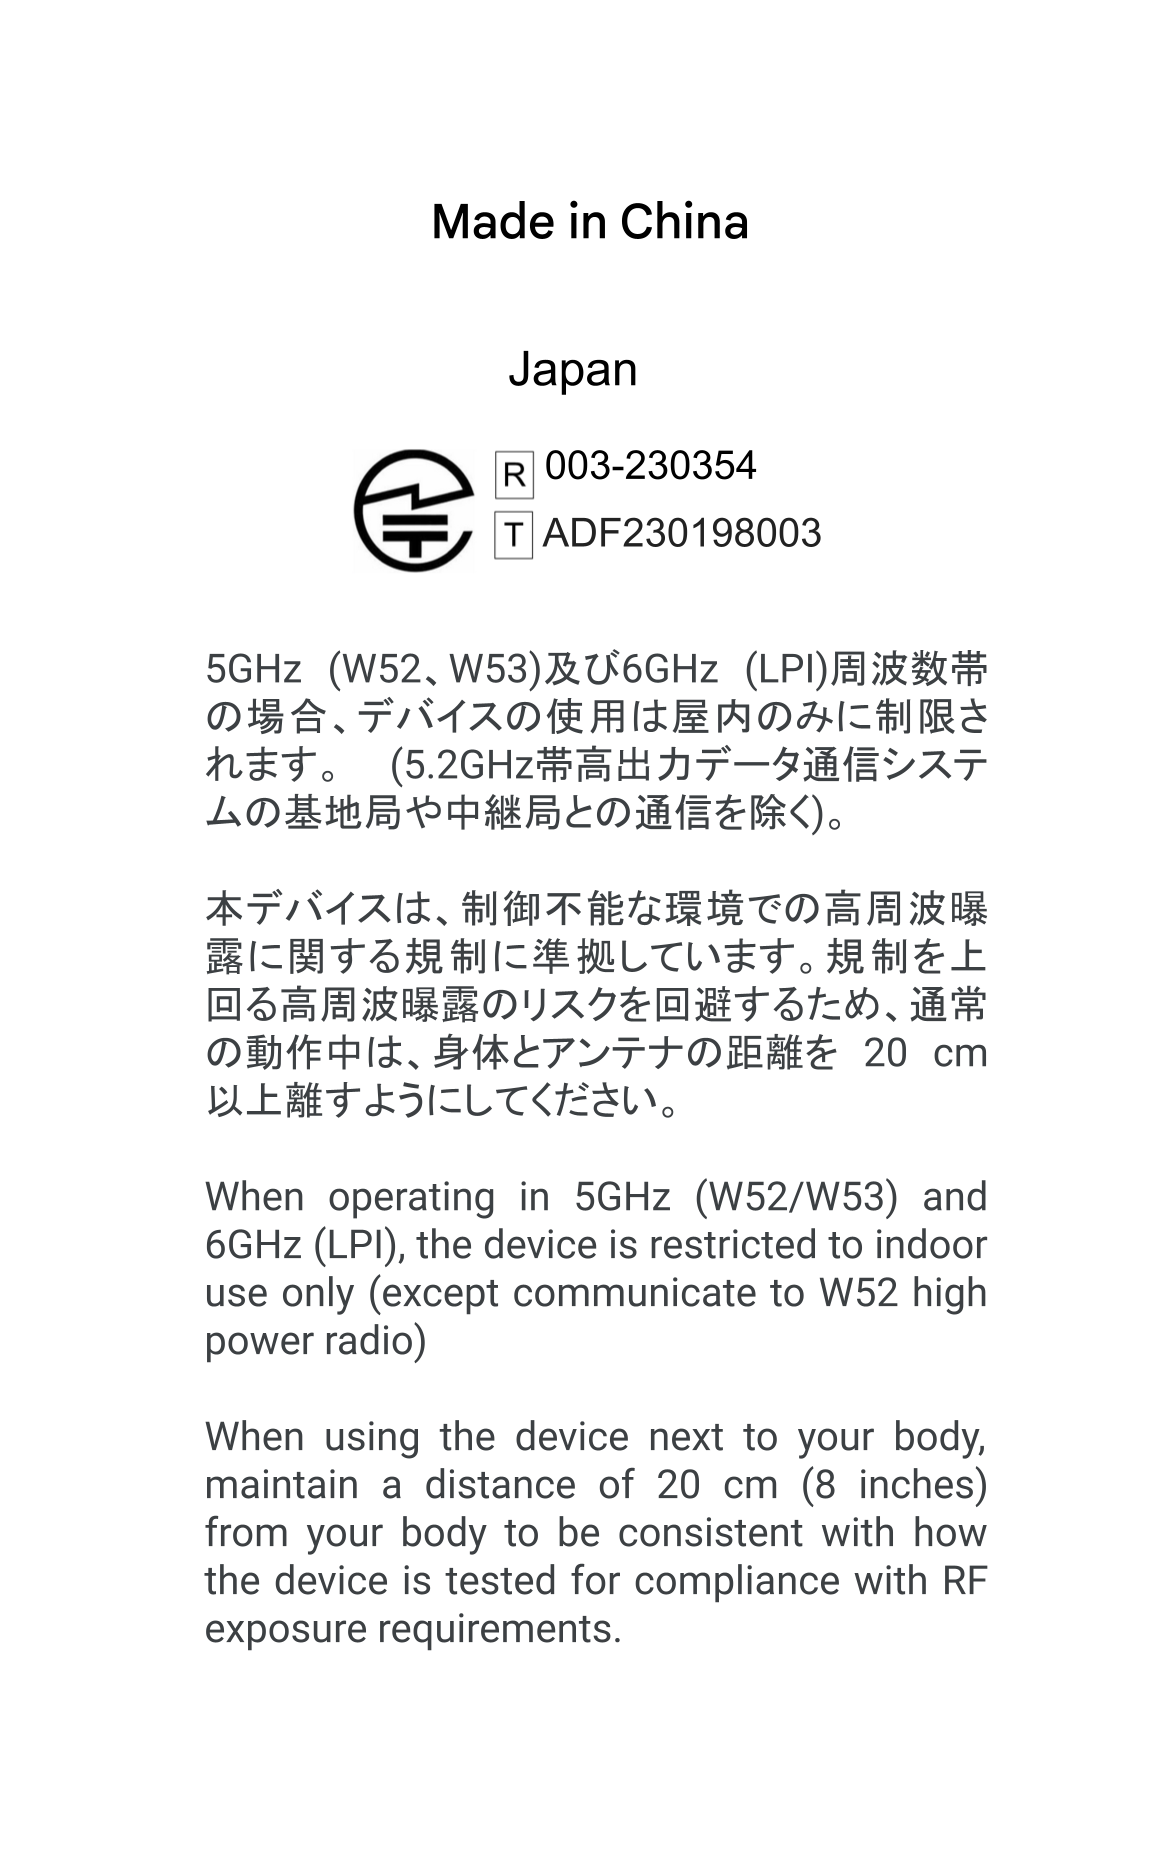 Made in China
Japan
R 003-230354
T ADF230198003
5GHz (W52、W53)及び6GHz (LPI)周波数帯
の場合、デバイスの使用は屋内のみに制限さ
れます。 (5.2GHz帯高出力データ通信システ
ムの基地局や中継局との通信を除く)。
本デバイスは、制御不能な環境での高周波曝
露に関する規制に準拠しています。規制を上
回る高周波曝露のリスクを回避するため、通常
の動作中は、身体とアンテナの距離を 20 cm
以上離すようにしてください。
When operating in 5GHz (W52/W53) and
6GHz (LPI), the device is restricted to indoor
use only (except communicate to W52 high
power radio)
When using the device next to your body,
maintain a distance of 20 cm (8 inches)
from your body to be consistent with how
the device is tested for compliance with RF
exposure requirements.